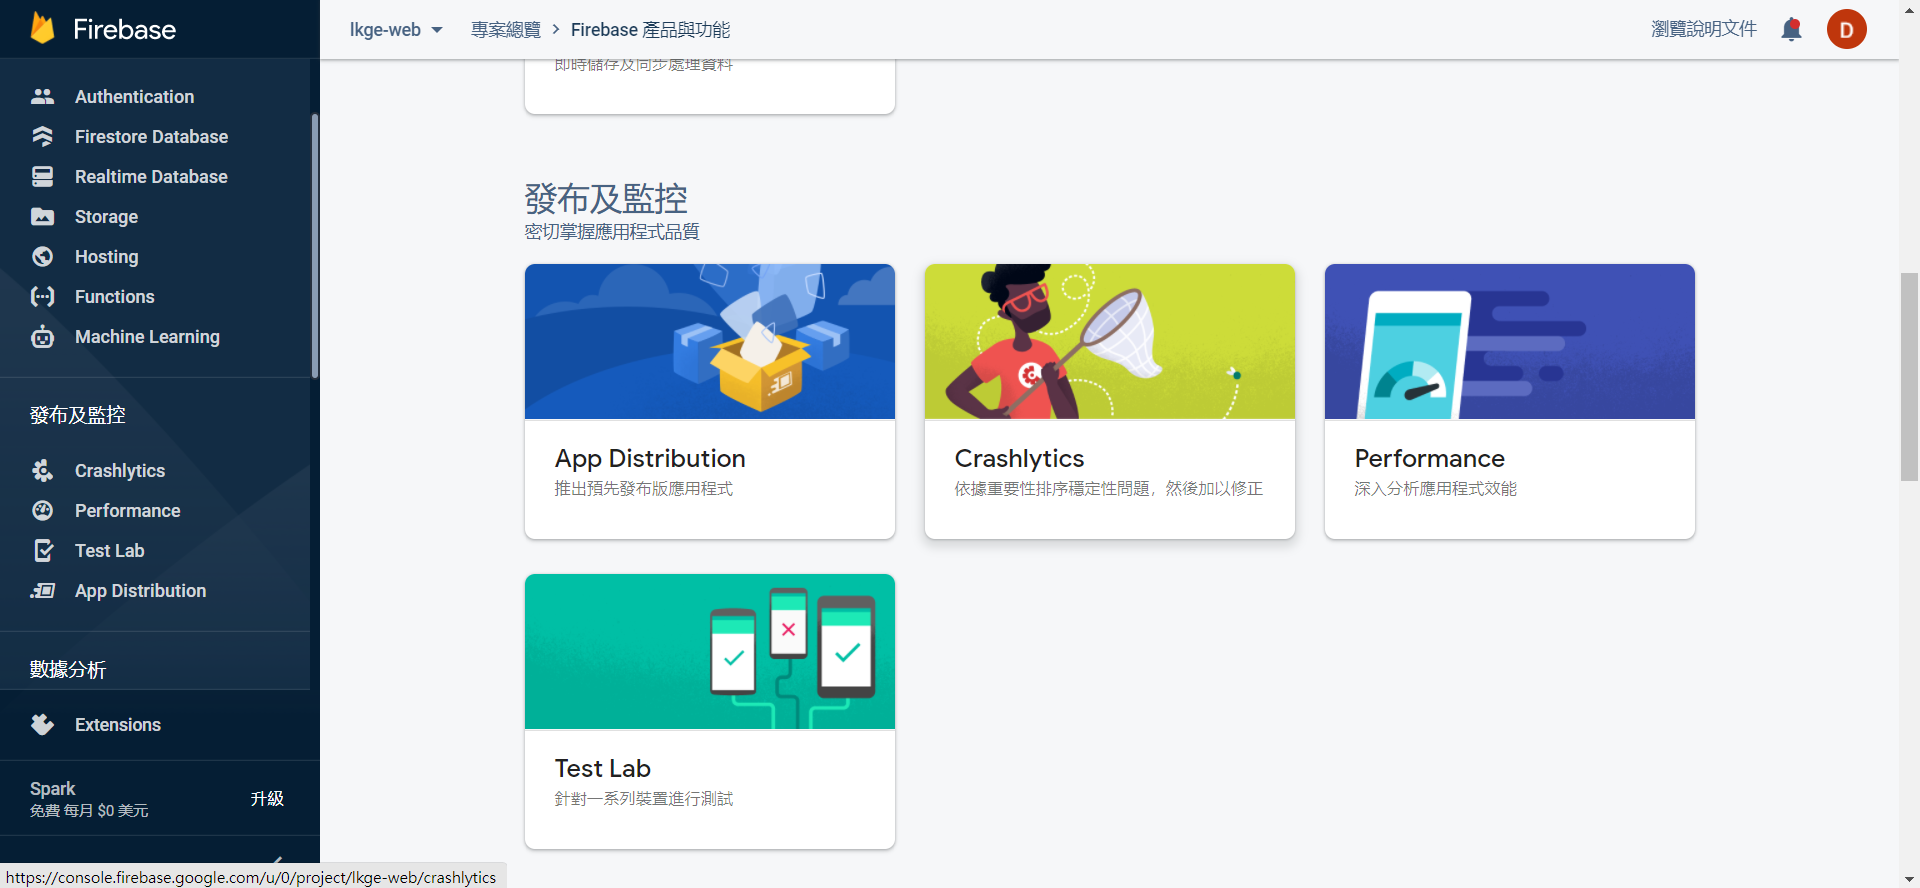 Firebase
Authentication
Firestore Database
Realtime Database
Storage
Hosting
Functions
Machine Learning
發布及監控
Crashlytics
Performance
Test Lab
App Distribution
數據分析
Extensions
Spark
免費 每月 $0 美元
升級
https://console.firebase.google.com/u/0/project/lkge-web/crashlytics
lkge-web
專案總覽 > Firebase 產品與功能
瀏覽說明文件
D
即時儲存及同步處理資料
發布及監控
密切掌握應用程式品質
App Distribution
推出預先發布版應用程式
Crashlytics
依據重要性排序穩定性問題，然後加以修正
Performance
深入分析應用程式效能
Test Lab
針對一系列裝置進行測試